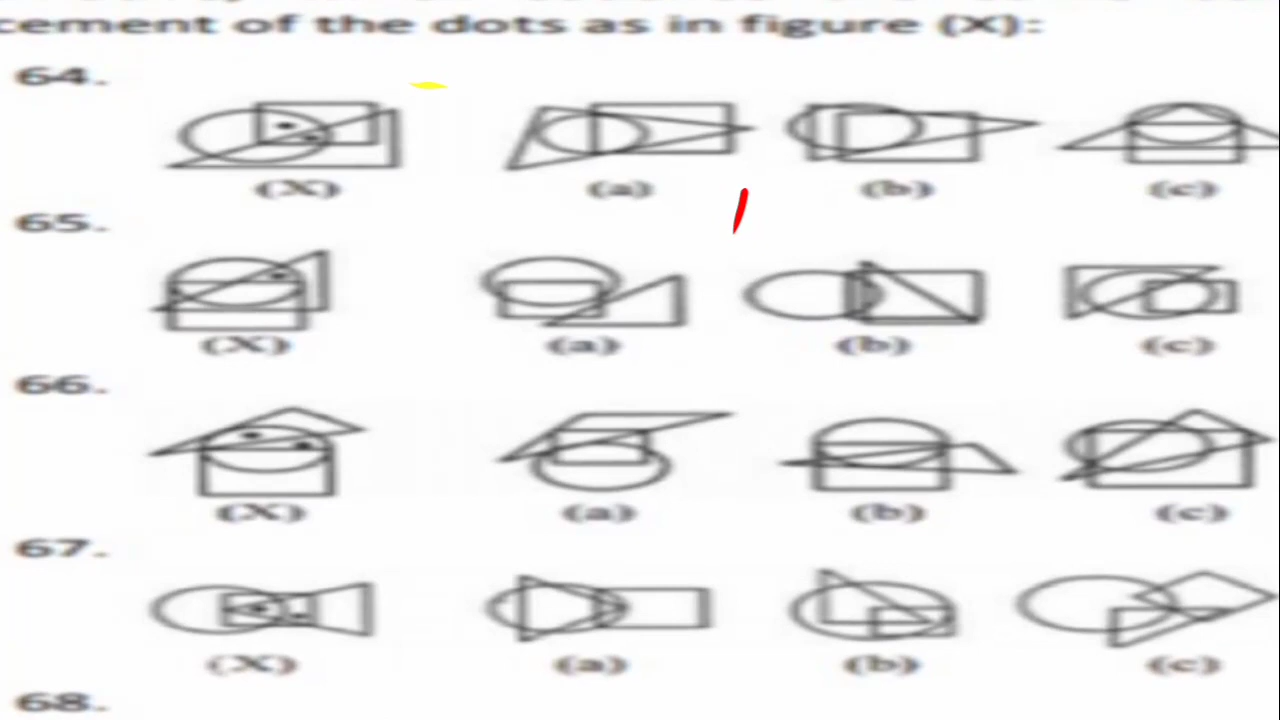 cement of the dots as in figure (X):
64.
(X) (a) (b) (c)
65.
(X) (a) (b) (c)
66.
(X) (a) (b) (c)
67.
(X) (a) (b) (c)
68.